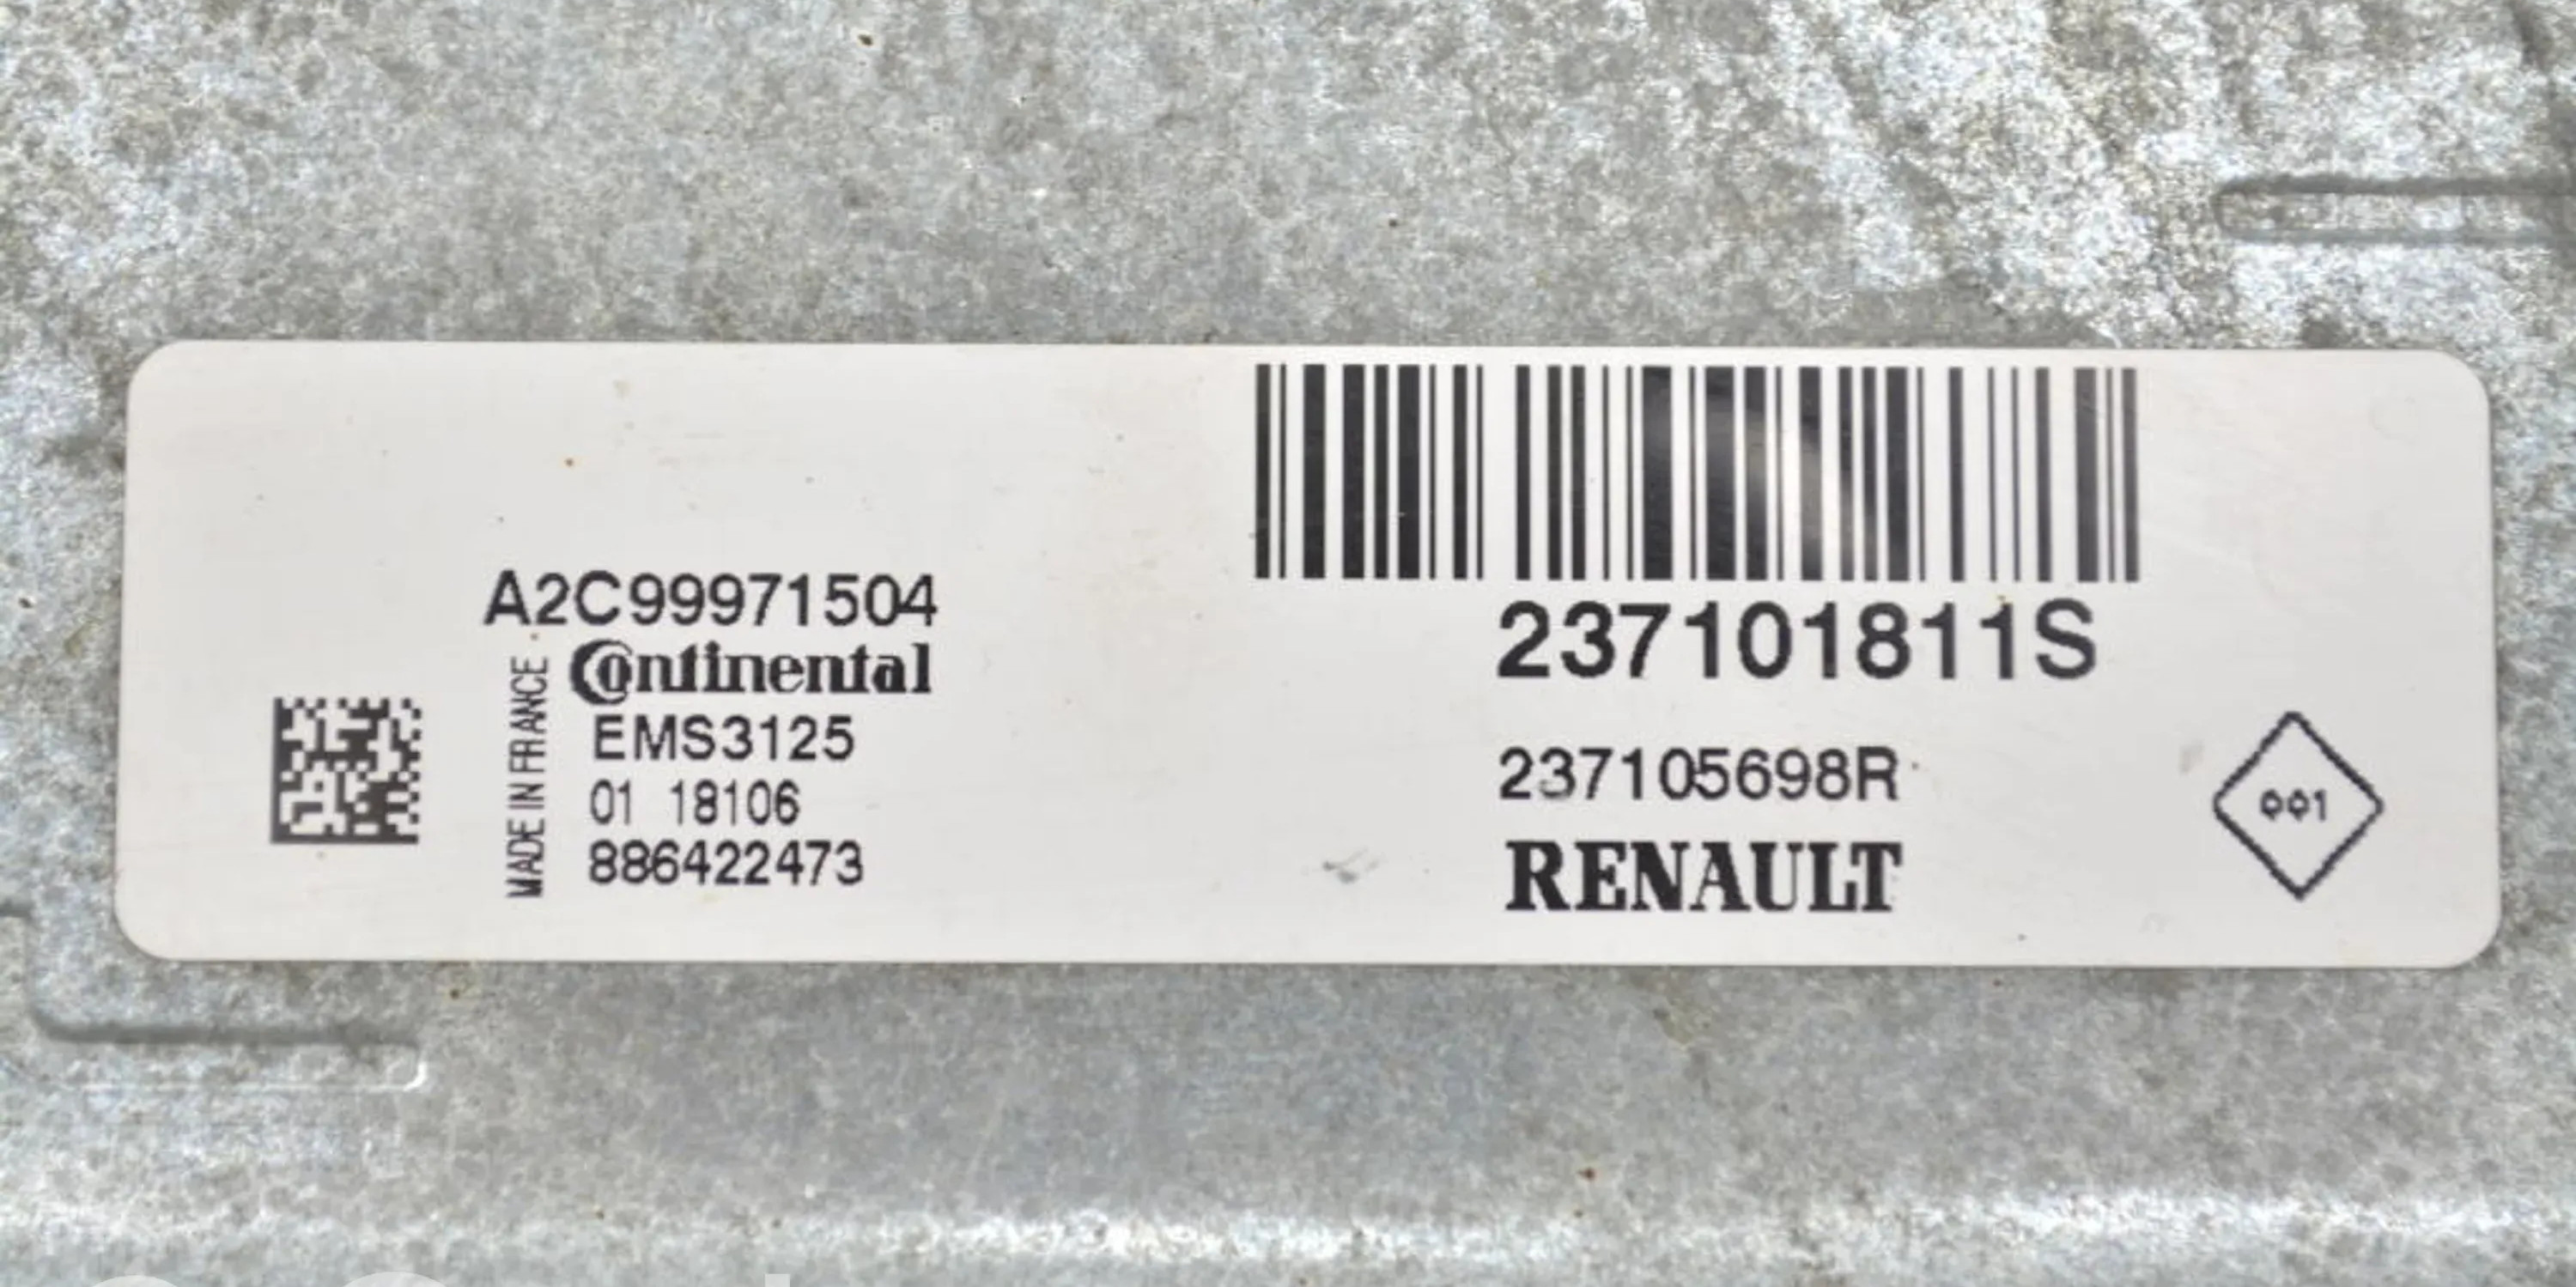 A2C99971504
Continental
MADE IN FRANCE
EMS3125
01 18106
886422473
237101811S
237105698R
RENAULT
001